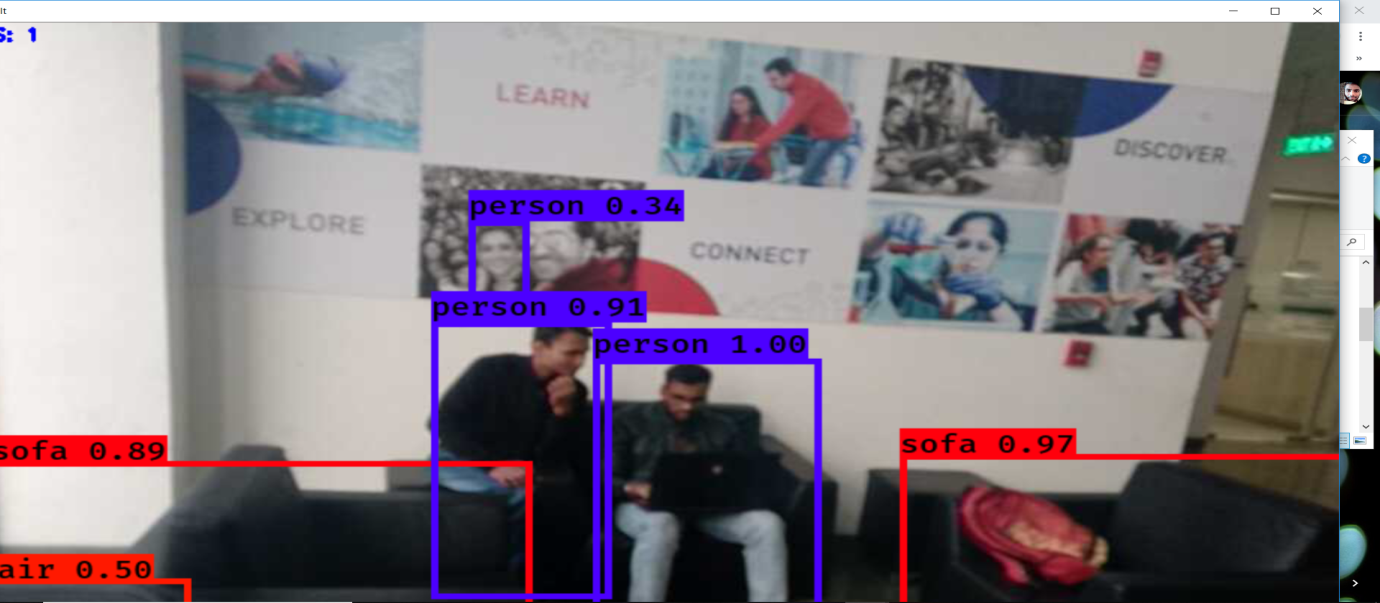 lt
S: 1
LEARN
DISCOVER
EXPLORE
CONNECT
person 0.34
person 0.91
person 1.00
sofa 0.89
sofa 0.97
air 0.50